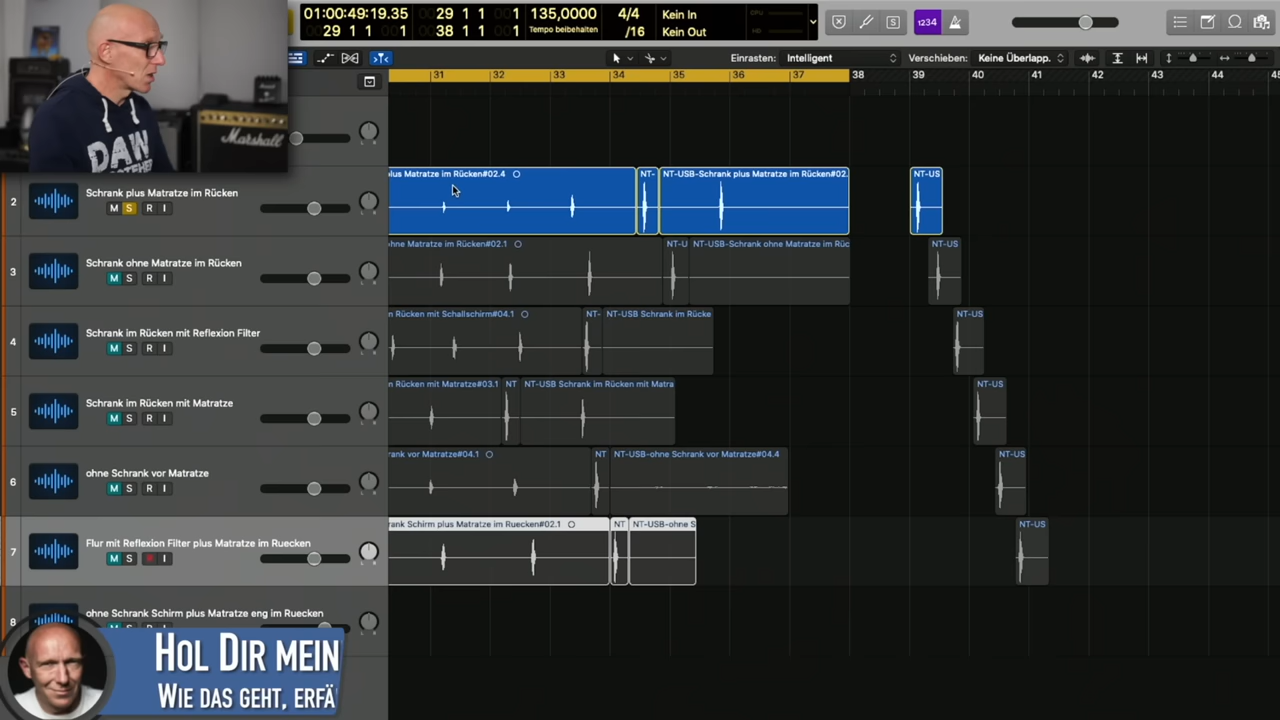 01:00:49:19.35
29 1 1 1
29 1 1 1
38 1 1 1
135,0000
Tempo beibehalten
4/4
/16
Kein In
Kein Out
CPU
HD
S
1234
Einrasten: Intelligent
Verschieben: Keine Überlapp.
31 32 33 34 35 36 37 38 39 40 41 42 43 44 45
DAW
Marshall
2
Schrank plus Matratze im Rücken
M S R I
plus Matratze im Rücken#02.4
NT-
NT-USB-Schrank plus Matratze im Rücken#02.
NT-US
3
Schrank ohne Matratze im Rücken
M S R I
ohne Matratze im Rücken#02.1
NT-U
NT-USB-Schrank ohne Matratze im Rüc
NT-US
4
Schrank im Rücken mit Reflexion Filter
M S R I
n Rücken mit Schallschirm#04.1
NT-
NT-USB Schrank im Rücke
NT-US
5
Schrank im Rücken mit Matratze
M S R I
n Rücken mit Matratze#03.1
NT
NT-USB Schrank im Rücken mit Matra
NT-US
6
ohne Schrank vor Matratze
M S R I
rank vor Matratze#04.1
NT
NT-USB-ohne Schrank vor Matratze#04.4
NT-US
7
Flur mit Reflexion Filter plus Matratze im Ruecken
M S R I
rank Schirm plus Matratze im Ruecken#02.1
NT
NT-USB-ohne S
NT-US
8
ohne Schrank Schirm plus Matratze eng im Ruecken
HOL DIR MEIN
WIE DAS GEHT, ERFÄ